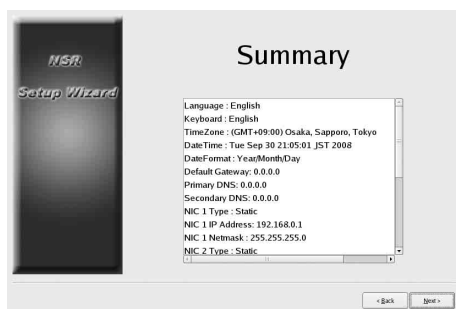 NSR
Setup Wizard
Summary
Language : English
Keyboard : English
TimeZone : (GMT+09:00) Osaka, Sapporo, Tokyo
DateTime : Tue Sep 30 21:05:01 JST 2008
DateFormat : Year/Month/Day
Default Gateway: 0.0.0.0
Primary DNS: 0.0.0.0
Secondary DNS: 0.0.0.0
NIC 1 Type : Static
NIC 1 IP Address: 192.168.0.1
NIC 1 Netmask : 255.255.255.0
NIC 2 Type : Static
< Back
Next >